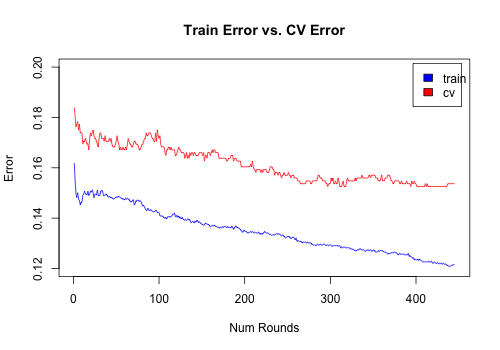 Train Error vs. CV Error
train
cv
Error
0.12 0.14 0.16 0.18 0.20
0 100 200 300 400
Num Rounds